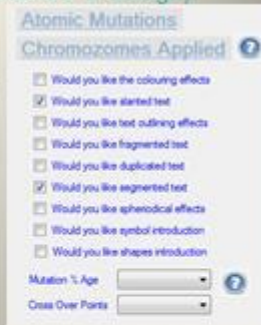 Atomic Mutations
Chromozomes Applied
Would you like the colouring effects
Would you like slanted text
Would you like text outlining effects
Would you like fragmented text
Would you like duplicated text
Would you like segmented text
Would you like spheriodical effects
Would you like symbol introduction
Would you like shapes introduction
Mutation % Age
Cross Over Points